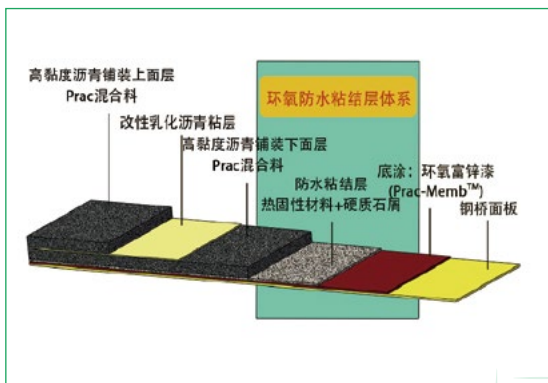 高黏度沥青铺装上面层
Prac混合料
改性乳化沥青粘层
高黏度沥青铺装下面层
Prac混合料
环氧防水粘结层体系
防水粘结层
热固性材料+硬质石屑
底涂：环氧富锌漆
(Prac-Memb™)
钢桥面板